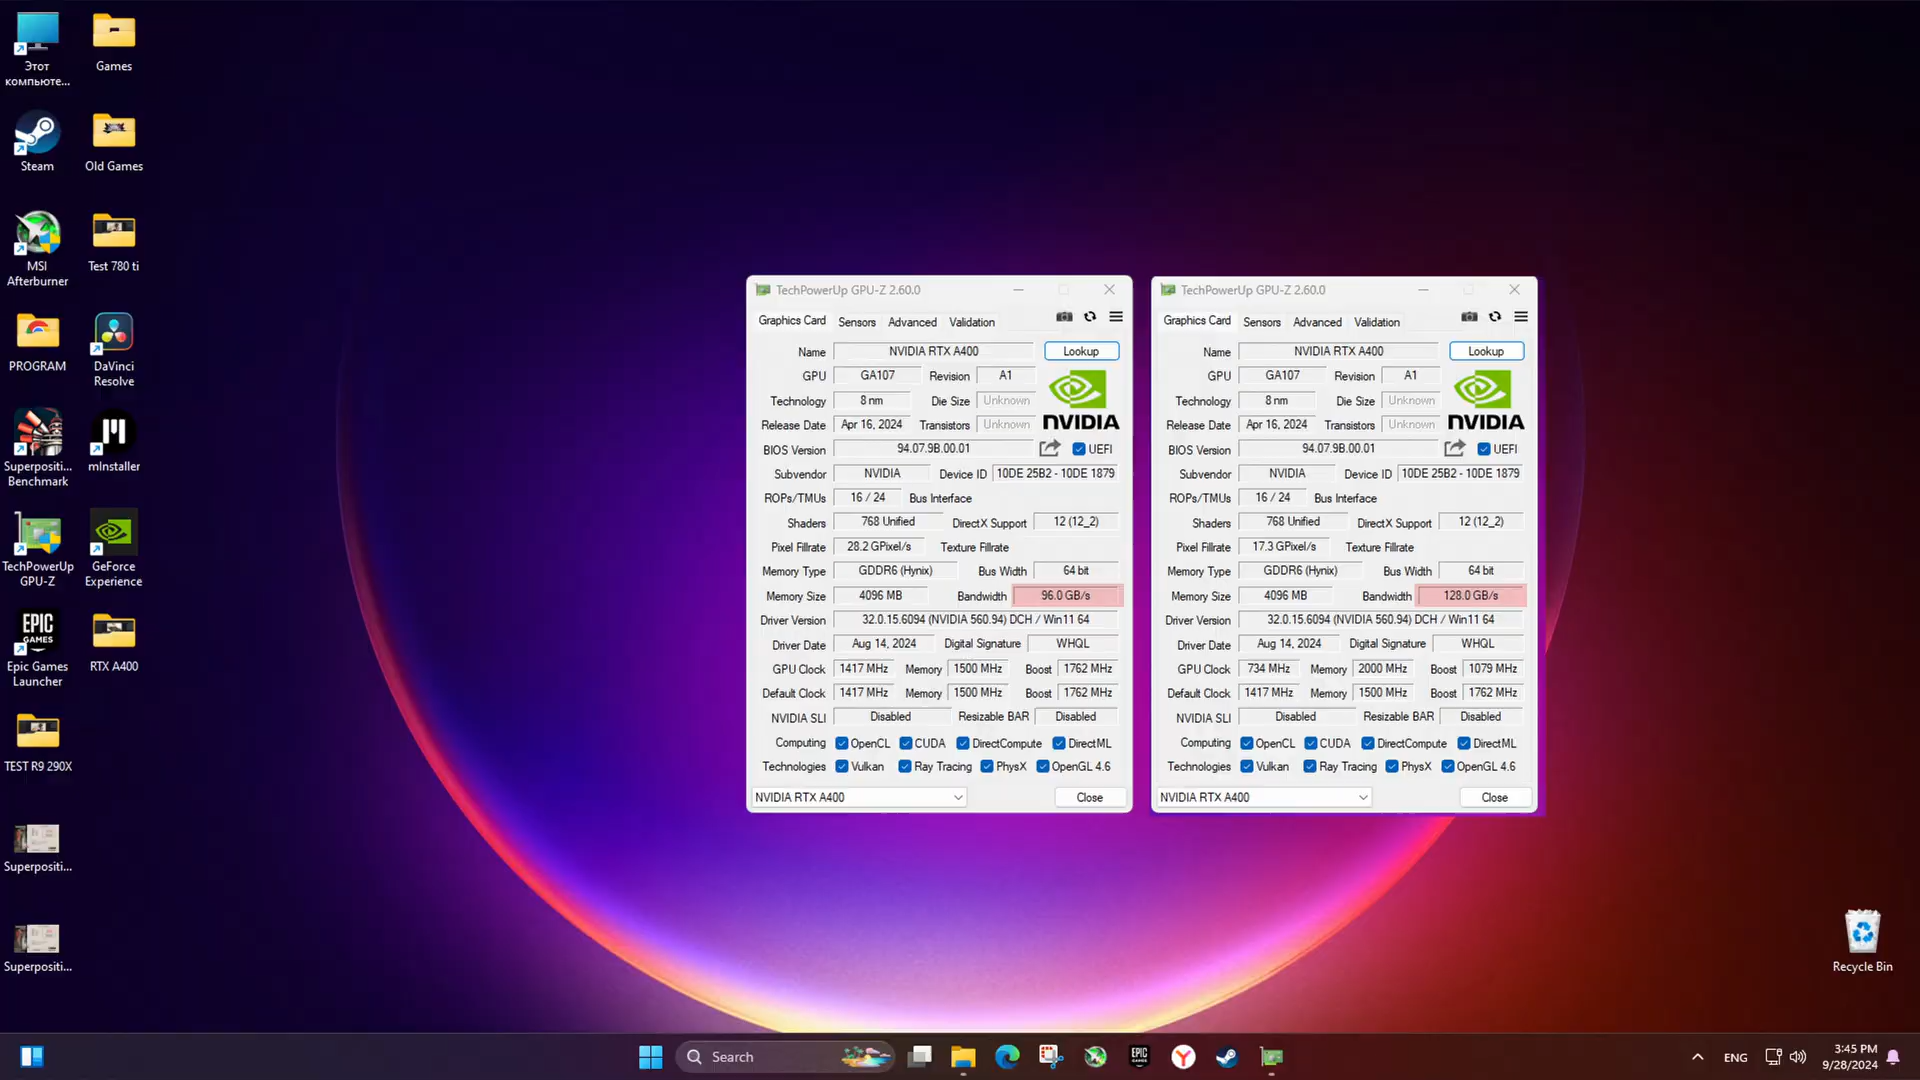 Этот
компьюте...
Games
Steam
Old Games
MSI
Afterburner
Test 780 ti
PROGRAM
DaVinci
Resolve
Superpositi...
Benchmark
mInstaller
TechPowerUp
GPU-Z
GeForce
Experience
EPIC
GAMES
Epic Games
Launcher
RTX A400
TEST R9 290X
Superpositi...
Superpositi...
TechPowerUp GPU-Z 2.60.0
Graphics Card Sensors Advanced Validation
Name NVIDIA RTX A400 Lookup
GPU GA107 Revision A1
Technology 8 nm Die Size Unknown
Release Date Apr 16, 2024 Transistors Unknown
NVIDIA
BIOS Version 94.07.9B.00.01 UEFI
Subvendor NVIDIA Device ID 10DE 25B2 - 10DE 1879
ROPs/TMUs 16 / 24 Bus Interface
Shaders 768 Unified DirectX Support 12 (12_2)
Pixel Fillrate 28.2 GPixel/s Texture Fillrate
Memory Type GDDR6 (Hynix) Bus Width 64 bit
Memory Size 4096 MB Bandwidth 96.0 GB/s
Driver Version 32.0.15.6094 (NVIDIA 560.94) DCH / Win11 64
Driver Date Aug 14, 2024 Digital Signature WHQL
GPU Clock 1417 MHz Memory 1500 MHz Boost 1762 MHz
Default Clock 1417 MHz Memory 1500 MHz Boost 1762 MHz
NVIDIA SLI Disabled Resizable BAR Disabled
Computing OpenCL CUDA DirectCompute DirectML
Technologies Vulkan Ray Tracing PhysX OpenGL 4.6
NVIDIA RTX A400 Close
TechPowerUp GPU-Z 2.60.0
Graphics Card Sensors Advanced Validation
Name NVIDIA RTX A400 Lookup
GPU GA107 Revision A1
Technology 8 nm Die Size Unknown
Release Date Apr 16, 2024 Transistors Unknown
NVIDIA
BIOS Version 94.07.9B.00.01 UEFI
Subvendor NVIDIA Device ID 10DE 25B2 - 10DE 1879
ROPs/TMUs 16 / 24 Bus Interface
Shaders 768 Unified DirectX Support 12 (12_2)
Pixel Fillrate 17.3 GPixel/s Texture Fillrate
Memory Type GDDR6 (Hynix) Bus Width 64 bit
Memory Size 4096 MB Bandwidth 128.0 GB/s
Driver Version 32.0.15.6094 (NVIDIA 560.94) DCH / Win11 64
Driver Date Aug 14, 2024 Digital Signature WHQL
GPU Clock 734 MHz Memory 2000 MHz Boost 1079 MHz
Default Clock 1417 MHz Memory 1500 MHz Boost 1762 MHz
NVIDIA SLI Disabled Resizable BAR Disabled
Computing OpenCL CUDA DirectCompute DirectML
Technologies Vulkan Ray Tracing PhysX OpenGL 4.6
NVIDIA RTX A400 Close
Recycle Bin
Search
EPIC
ENG
3:45 PM
9/28/2024